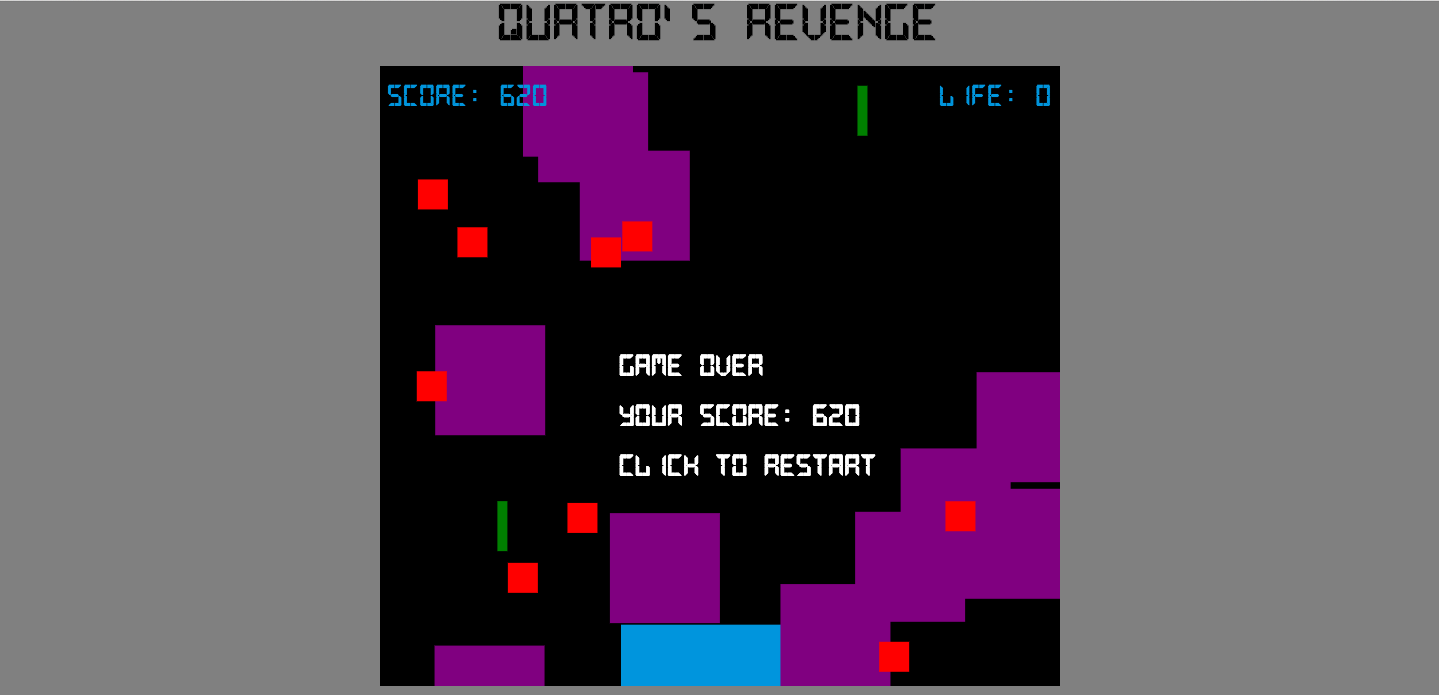 QUATRO'S REVENGE
SCORE: 620
LIFE: 0
GAME OVER
YOUR SCORE: 620
CLICK TO RESTART